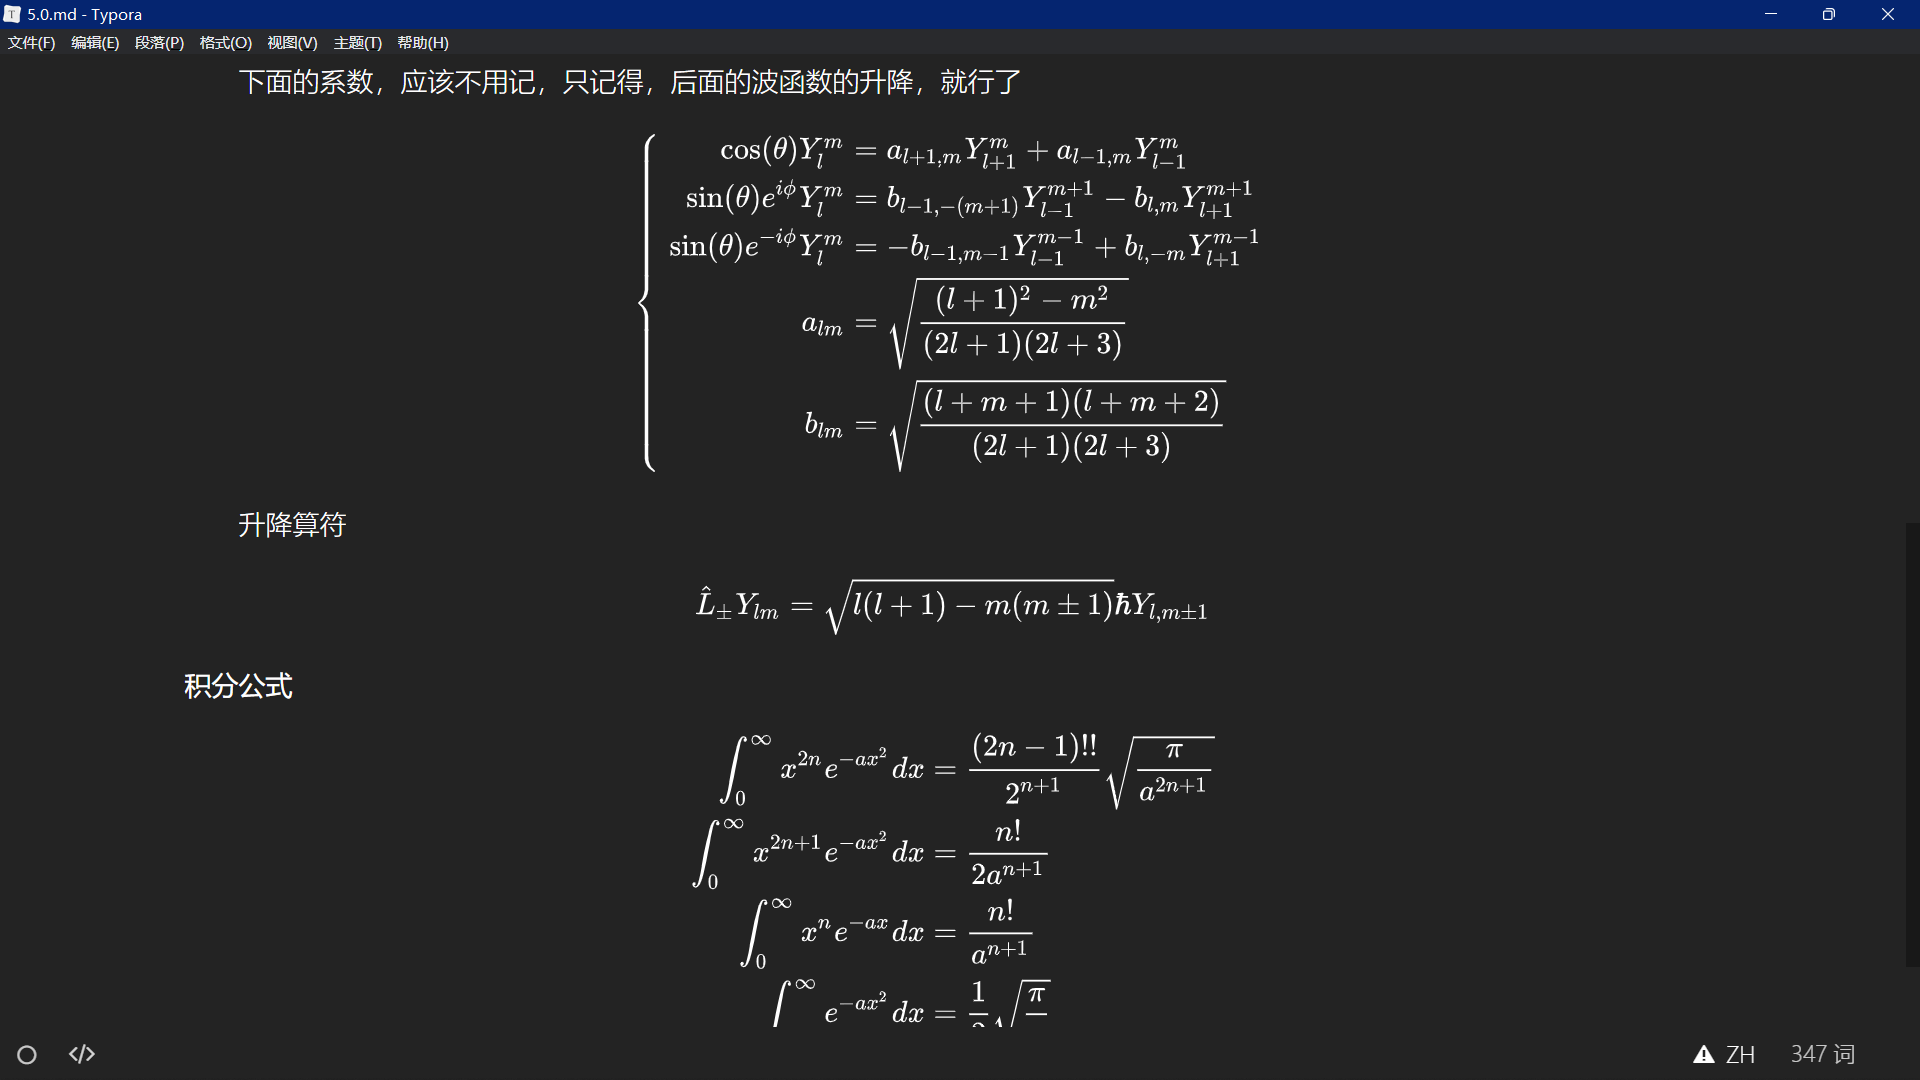 5.0.md - Typora
文件(F) 编辑(E) 段落(P) 格式(O) 视图(V) 主题(T) 帮助(H)
下面的系数，应该不用记，只记得，后面的波函数的升降，就行了
\cos(\theta)Y_l^m = a_{l+1,m}Y_{l+1}^m + a_{l-1,m}Y_{l-1}^m
\sin(\theta)e^{i\phi}Y_l^m = b_{l-1,-(m+1)}Y_{l-1}^{m+1} - b_{l,m}Y_{l+1}^{m+1}
\sin(\theta)e^{-i\phi}Y_l^m = -b_{l-1,m-1}Y_{l-1}^{m-1} + b_{l,-m}Y_{l+1}^{m-1}
a_{lm} = \sqrt{\frac{(l+1)^2 - m^2}{(2l+1)(2l+3)}}
b_{lm} = \sqrt{\frac{(l+m+1)(l+m+2)}{(2l+1)(2l+3)}}
升降算符
\hat{L}_{\pm}Y_{lm} = \sqrt{l(l+1) - m(m\pm1)}\hbar Y_{l,m\pm1}
积分公式
\int_0^{\infty} x^{2n}e^{-ax^2}dx = \frac{(2n-1)!!}{2^{n+1}}\sqrt{\frac{\pi}{a^{2n+1}}}
\int_0^{\infty} x^{2n+1}e^{-ax^2}dx = \frac{n!}{2a^{n+1}}
\int_0^{\infty} x^n e^{-ax}dx = \frac{n!}{a^{n+1}}
\int^{\infty} e^{-ax^2}dx = \frac{1}{2}\sqrt{\frac{\pi}{}}
</> ZH 347 词